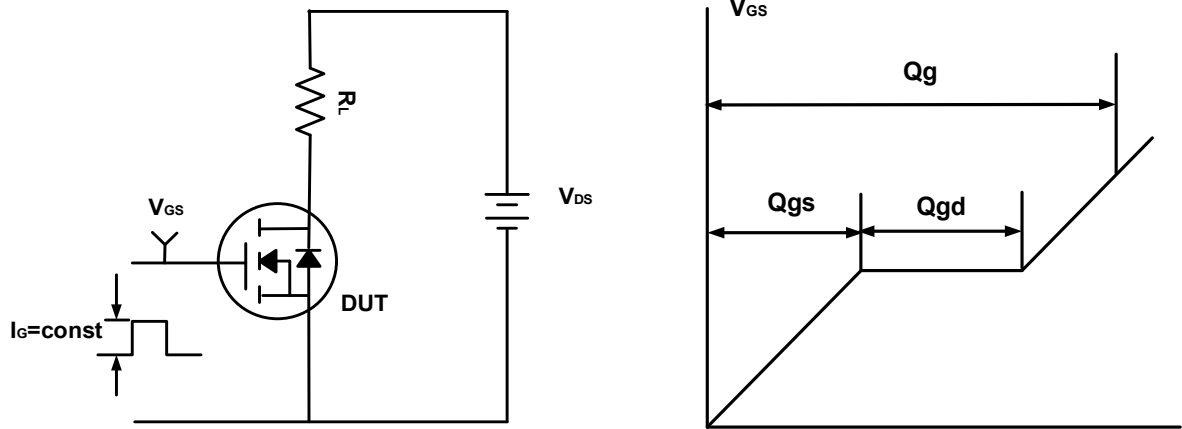 RL
VDS
VGS
DUT
IG=const
VGS
Qg
Qgs
Qgd